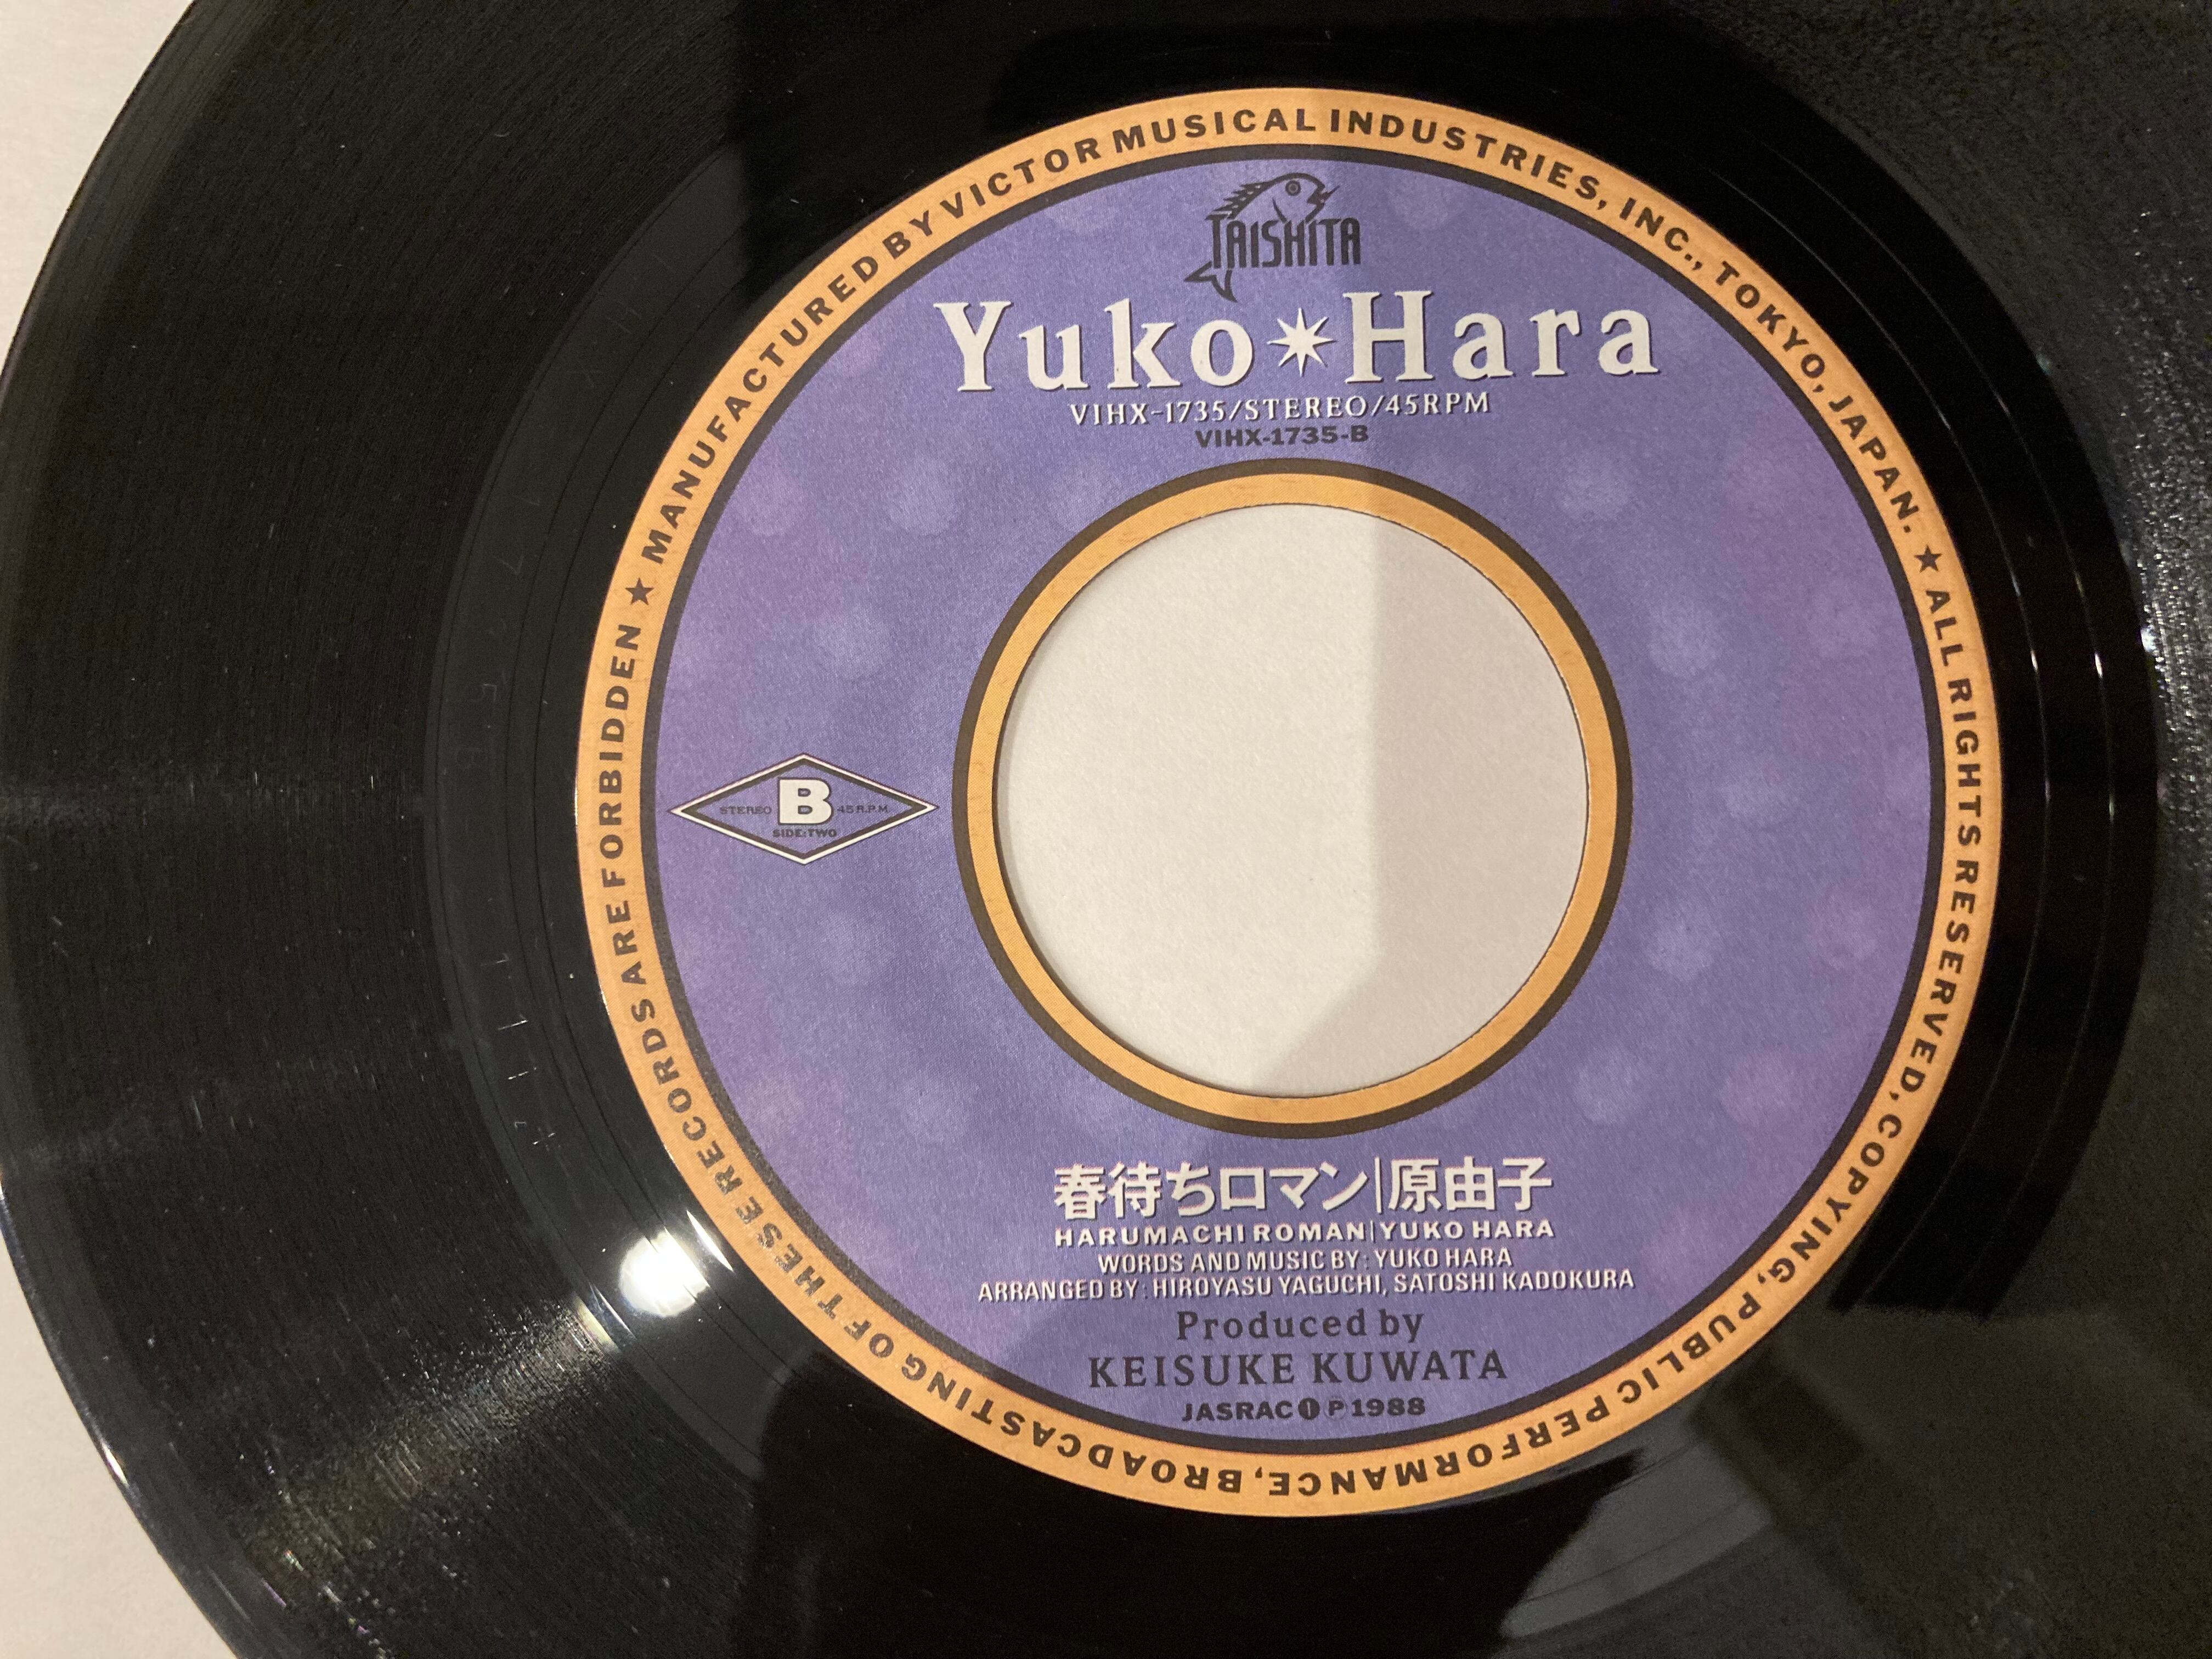 ★ MANUFACTURED BY VICTOR MUSICAL INDUSTRIES, INC., TOKYO, JAPAN. ★ ALL RIGHTS RESERVED, COPYING, PUBLIC PERFORMANCE, BROADCASTING OF THESE RECORDS ARE FORBIDDEN
TAISHITA
Yuko✴Hara
VIHX-1735/STEREO/45RPM
VIHX-1735-B
STEREO B 45 R.P.M.
SIDE:TWO
春待ちロマン|原由子
HARUMACHI ROMAN|YUKO HARA
WORDS AND MUSIC BY: YUKO HARA
ARRANGED BY: HIROYASU YAGUCHI, SATOSHI KADOKURA
Produced by
KEISUKE KUWATA
JASRAC Ⓘ Ⓟ 1988